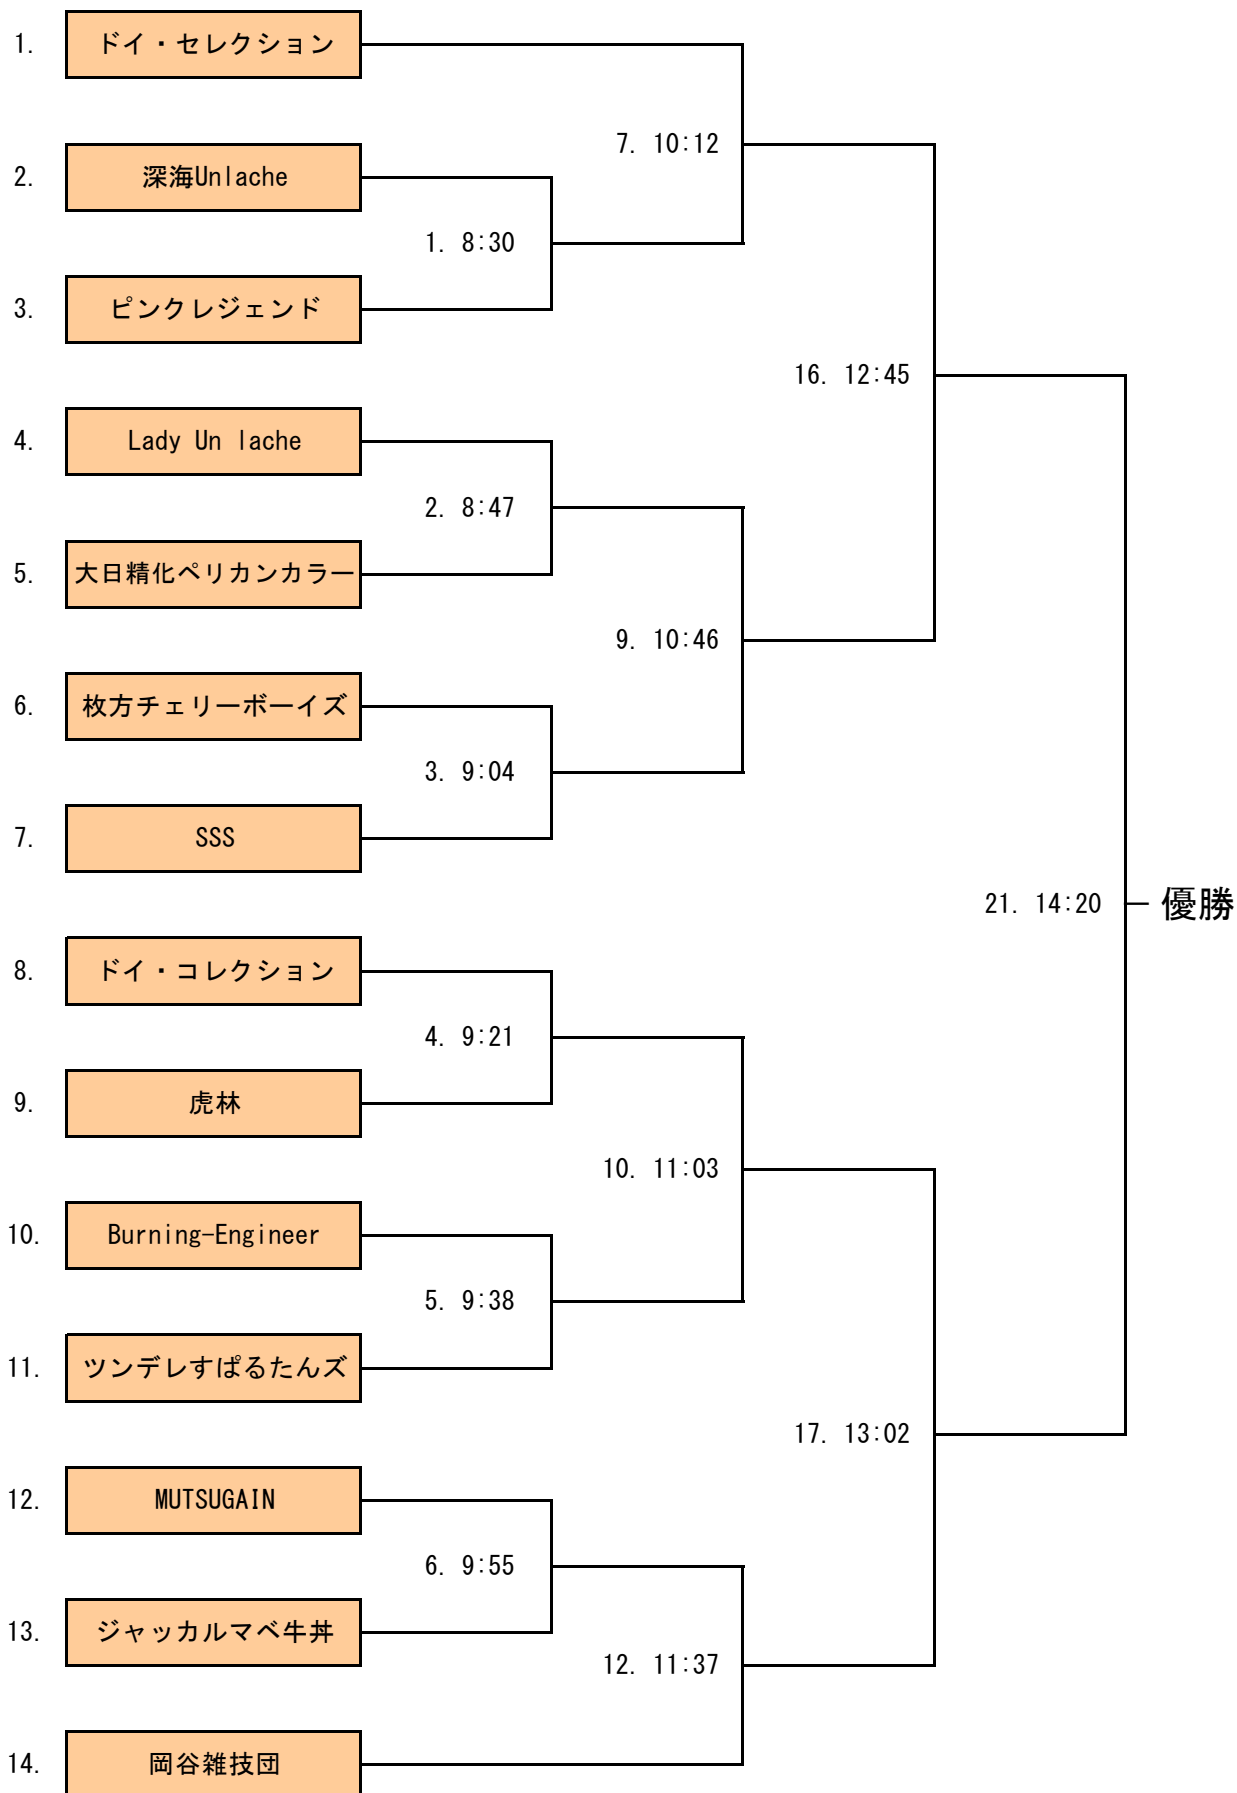 1. ドイ・セレクション
7. 10:12
2. 深海Unlache
1. 8:30
3. ピンクレジェンド
16. 12:45
4. Lady Un lache
2. 8:47
5. 大日精化ペリカンカラー
9. 10:46
6. 枚方チェリーボーイズ
3. 9:04
7. SSS
21. 14:20 優勝
8. ドイ・コレクション
4. 9:21
9. 虎林
10. 11:03
10. Burning-Engineer
5. 9:38
11. ツンデレすぱるたんズ
17. 13:02
12. MUTSUGAIN
6. 9:55
13. ジャッカルマベ牛丼
12. 11:37
14. 岡谷雑技団